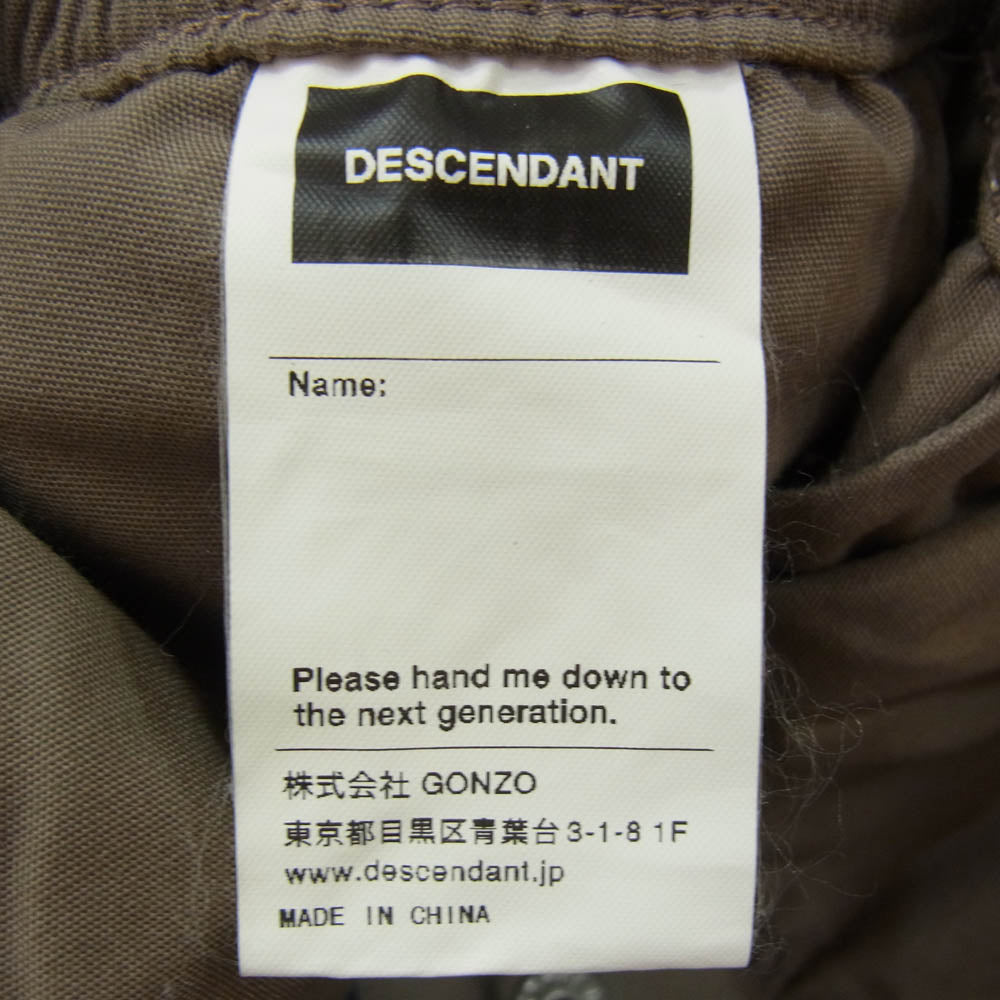 DESCENDANT
Name:
Please hand me down to
the next generation.
株式会社 GONZO
東京都目黒区青葉台3-1-8 1F
www.descendant.jp
MADE IN CHINA